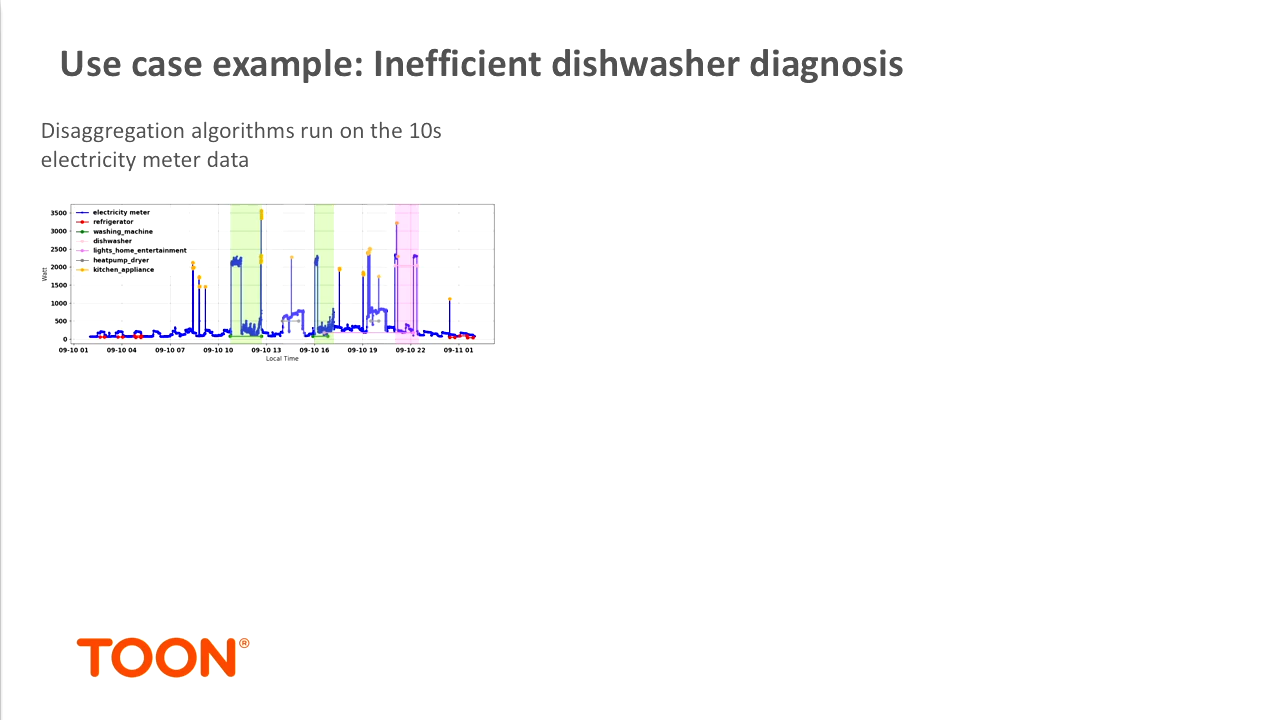 Use case example: Inefficient dishwasher diagnosis
Disaggregation algorithms run on the 10s
electricity meter data
3500
3000
2500
2000
1500
1000
500
0
Watt
electricity meter
refrigerator
washing_machine
dishwasher
lights_home_entertainment
heatpump_dryer
kitchen_appliance
09-10 01 09-10 04 09-10 07 09-10 10 09-10 13 09-10 16 09-10 19 09-10 22 09-11 01
Local Time
TOON®